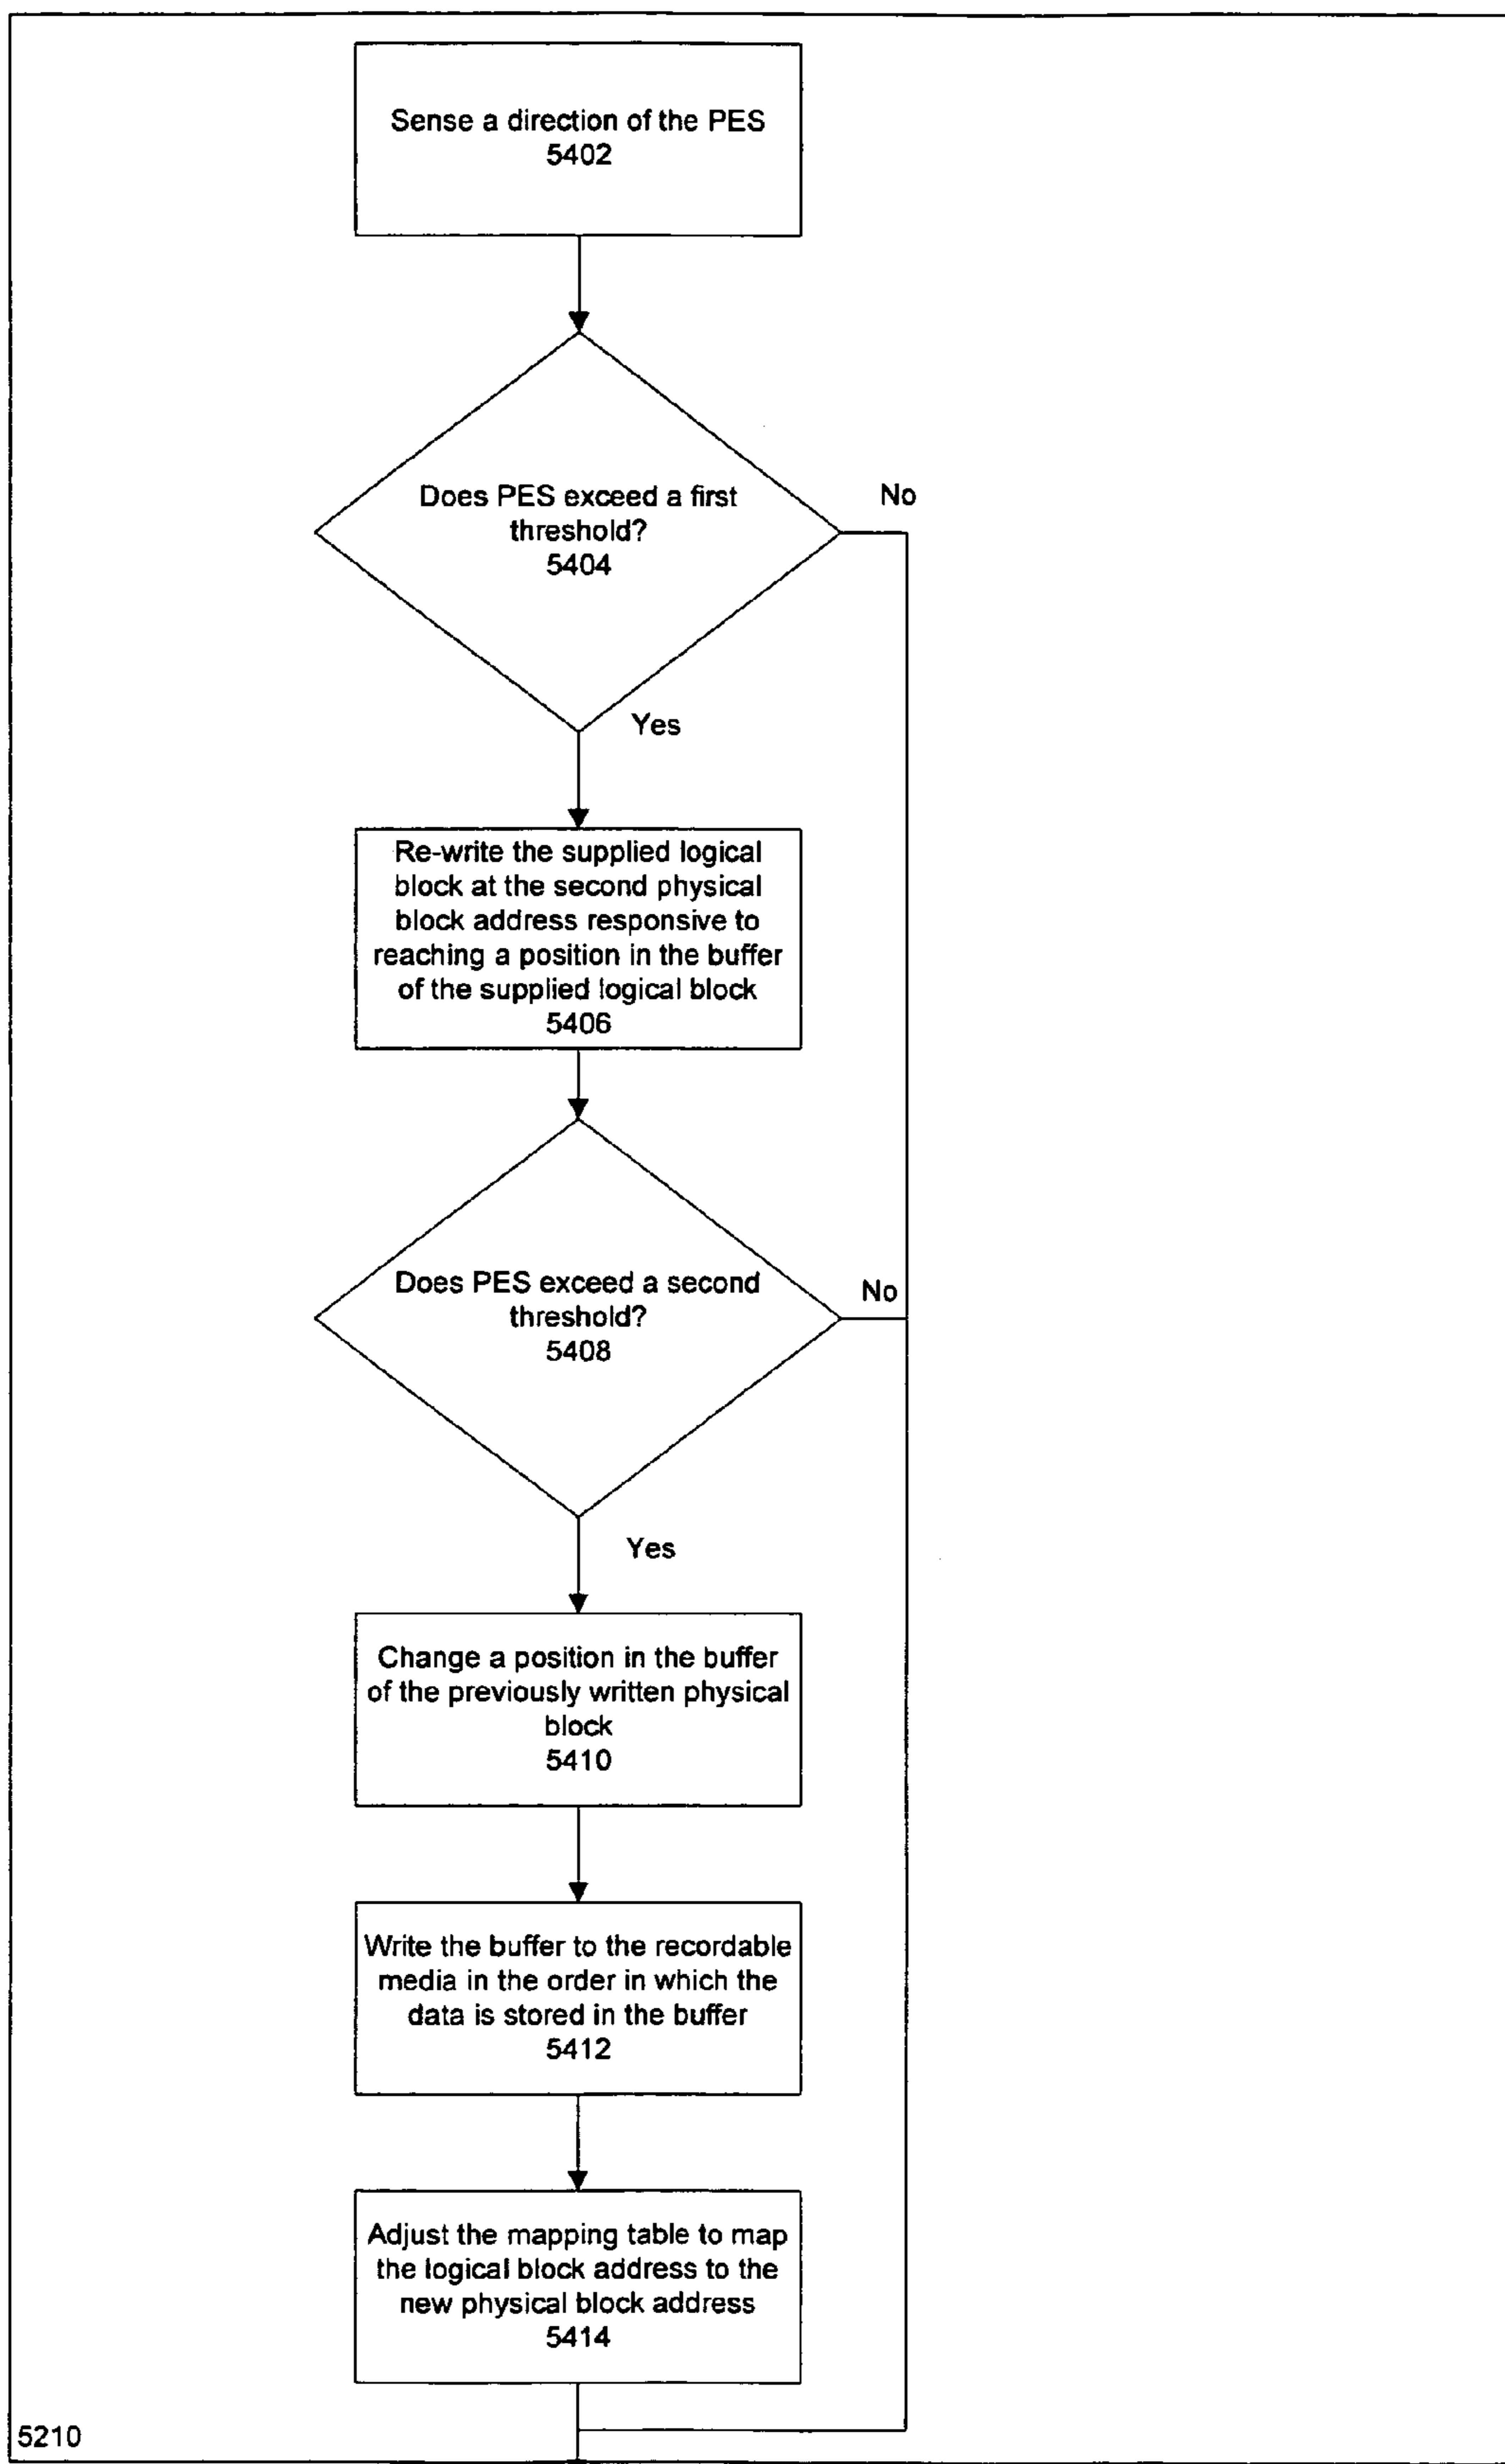 Sense a direction of the PES
5402
Does PES exceed a first
threshold?
5404
No
Yes
Re-write the supplied logical
block at the second physical
block address responsive to
reaching a position in the buffer
of the supplied logical block
5406
Does PES exceed a second
threshold?
5408
No
Yes
Change a position in the buffer
of the previously written physical
block
5410
Write the buffer to the recordable
media in the order in which the
data is stored in the buffer
5412
Adjust the mapping table to map
the logical block address to the
new physical block address
5414
5210